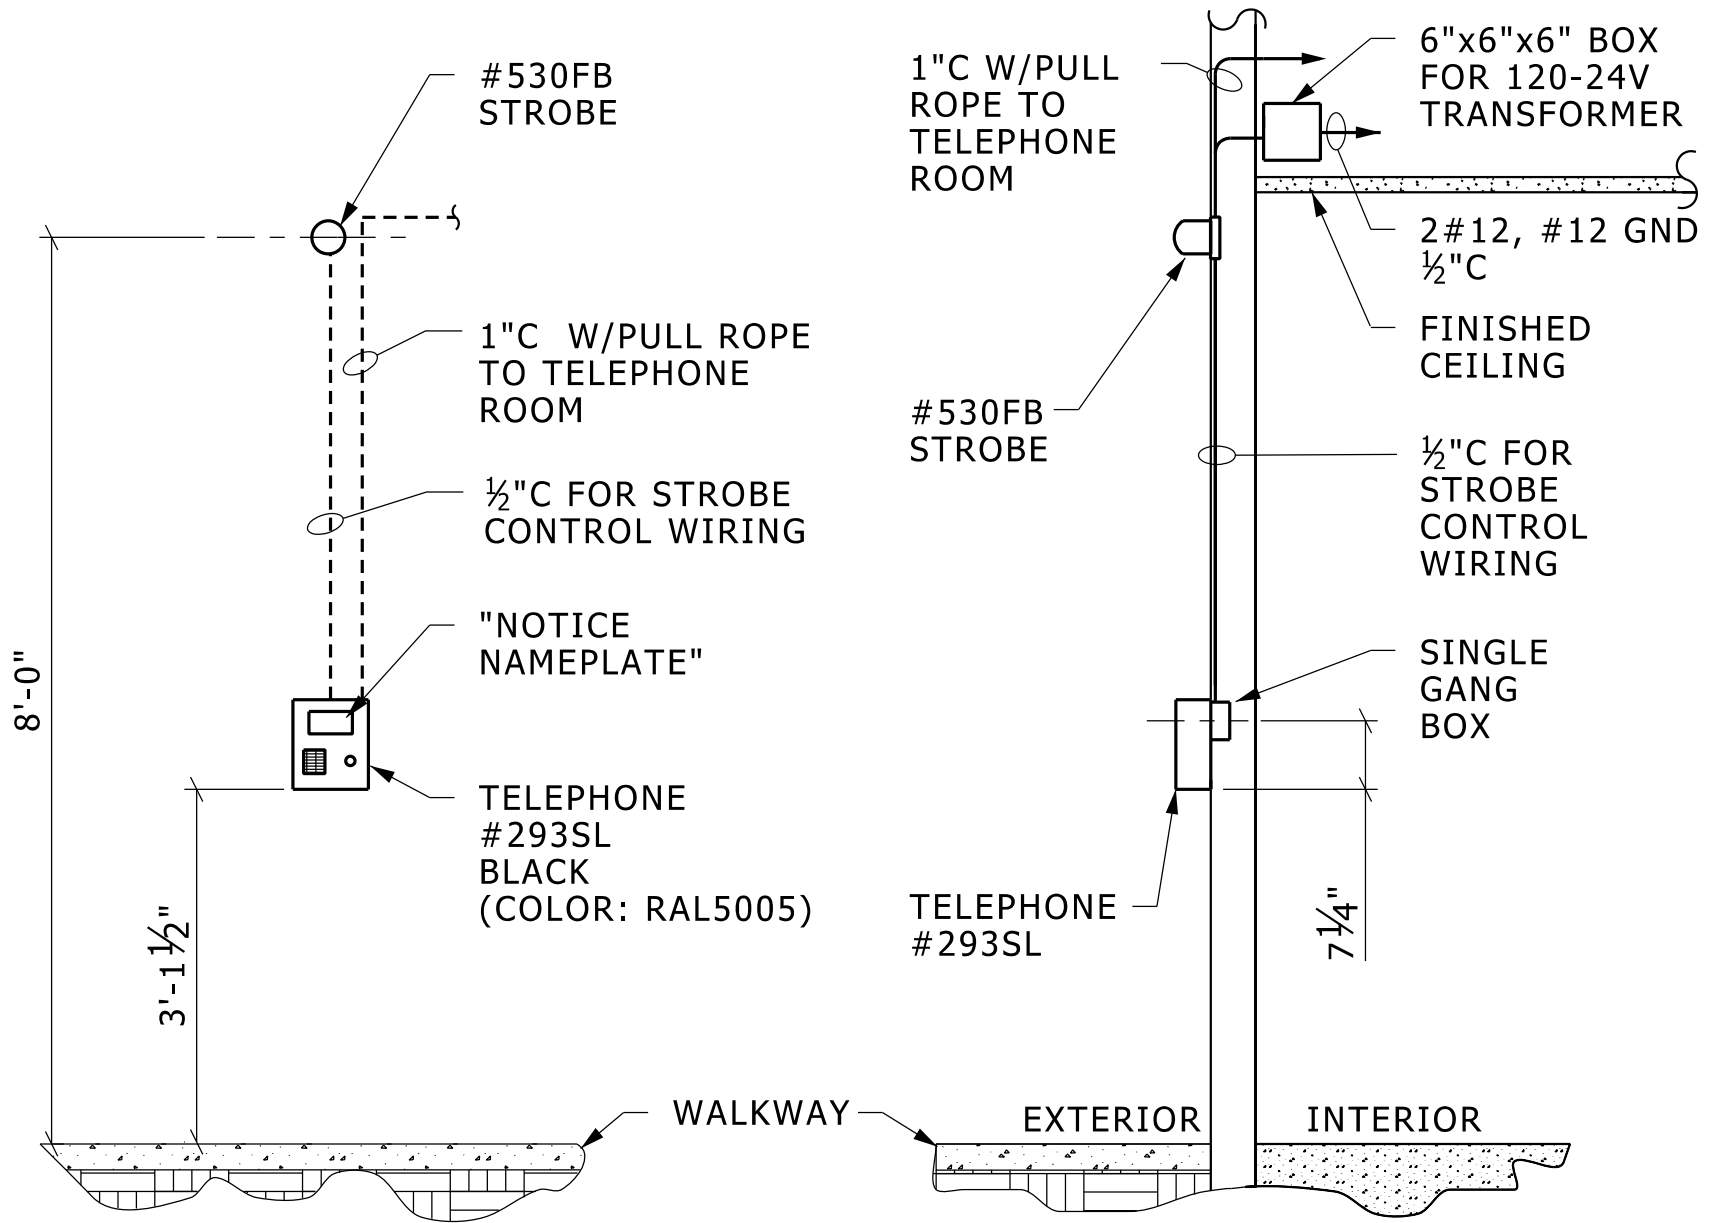 #530FB
STROBE
1"C  W/PULL ROPE
TO TELEPHONE
ROOM
½"C FOR STROBE
CONTROL WIRING
"NOTICE
NAMEPLATE"
8'-0"
TELEPHONE
#293SL
BLACK
(COLOR: RAL5005)
3'-1½"
WALKWAY
1"C W/PULL
ROPE TO
TELEPHONE
ROOM
6"x6"x6" BOX
FOR 120-24V
TRANSFORMER
2#12, #12 GND
½"C
FINISHED
CEILING
#530FB
STROBE
½"C FOR
STROBE
CONTROL
WIRING
SINGLE
GANG
BOX
TELEPHONE
#293SL
7¼"
EXTERIOR
INTERIOR